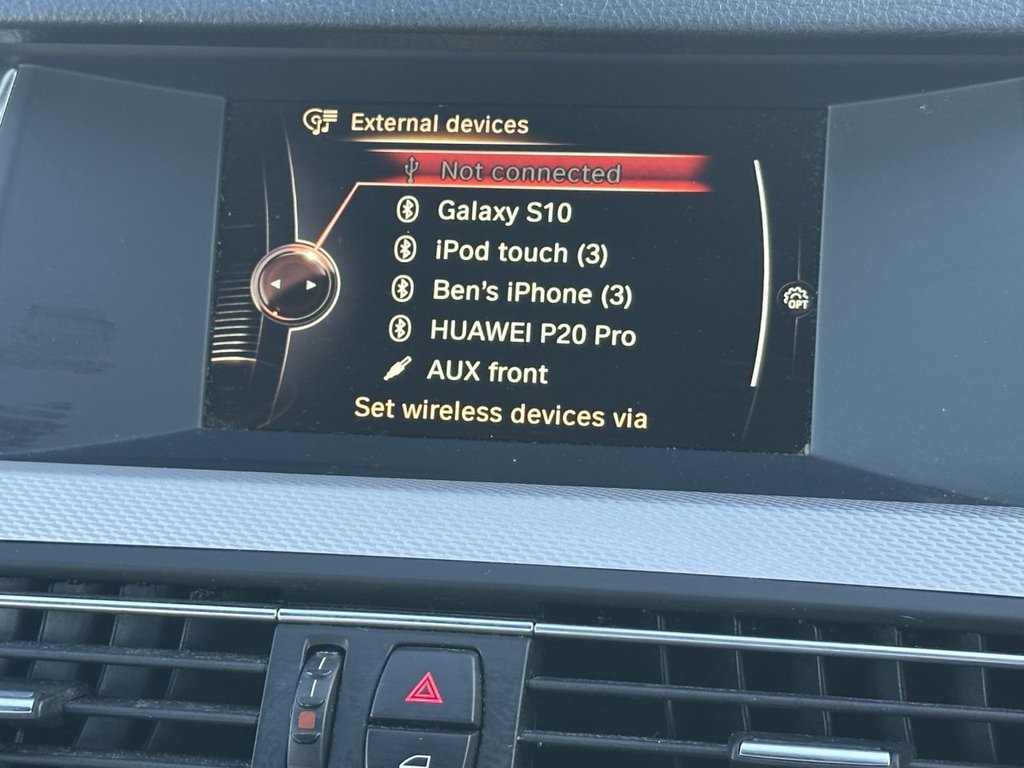 External devices
Not connected
Galaxy S10
iPod touch (3)
Ben's iPhone (3)
OPT
HUAWEI P20 Pro
AUX front
Set wireless devices via